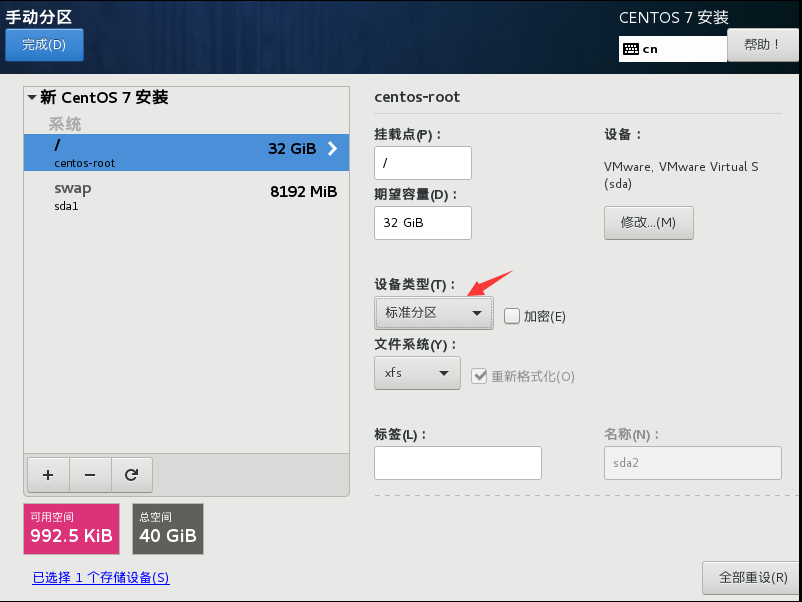 手动分区
CENTOS 7 安装
完成(D)
cn
帮助！
新 CentOS 7 安装
系统
/
32 GiB
centos-root
swap
8192 MiB
sda1
centos-root
挂载点(P)：
/
期望容量(D)：
32 GiB
设备：
VMware, VMware Virtual S
(sda)
修改...(M)
设备类型(T)：
标准分区
加密(E)
文件系统(Y)：
xfs
重新格式化(O)
标签(L)：
名称(N)：
sda2
可用空间
992.5 KiB
总空间
40 GiB
已选择 1 个存储设备(S)
全部重设(R)